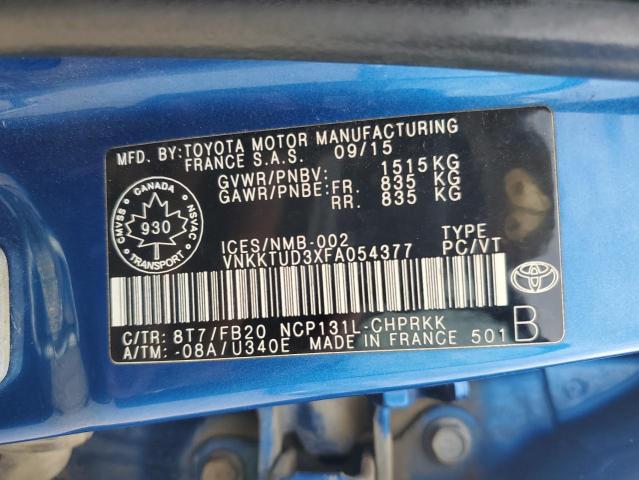 MFD. BY: TOYOTA MOTOR MANUFACTURING
FRANCE S.A.S. 09/15
GVWR/PNBV: 1515 KG
GAWR/PNBE: FR. 835 KG
RR. 835 KG
CANADA
CMVSS 930 NSVAC
TRANSPORT
ICES/NMB-002 TYPE
VNKKTUD3XFA054377 PC/VT
C/TR: 8T7/FB20 NCP131L-CHPRKK
A/TM: -08A/U340E MADE IN FRANCE 501 B